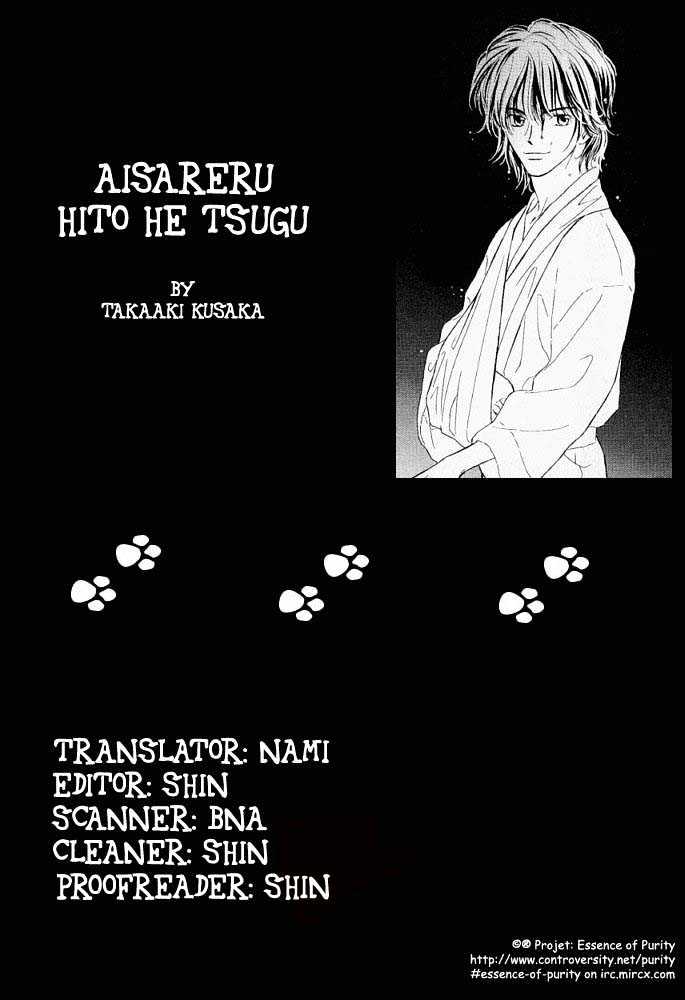 AISARERU
HITO HE TSUGU
BY
TAKAAKI KUSAKA
TRANSLATOR: NAMI
EDITOR: SHIN
SCANNER: BNA
CLEANER: SHIN
PROOFREADER: SHIN
©® Projet: Essence of Purity
http://www.controversity.net/purity
#essence-of-purity on irc.mircx.com